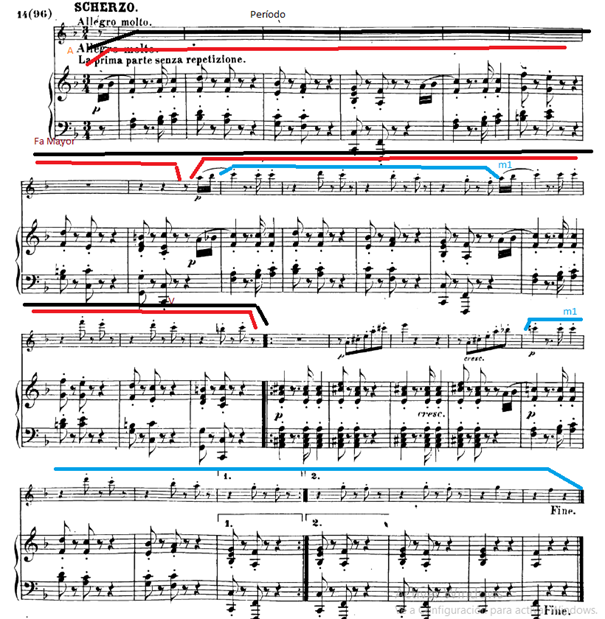 14(96) SCHERZO. Período
Allegro molto.
A Allegro molto.
La prima parte senza repetizione.
p
Fa Mayor
m1
V
m1
p cresc.
p cresc. p
1. 2.
Fine.
1. 2.
a Configuración para activar Windows.
Fine.